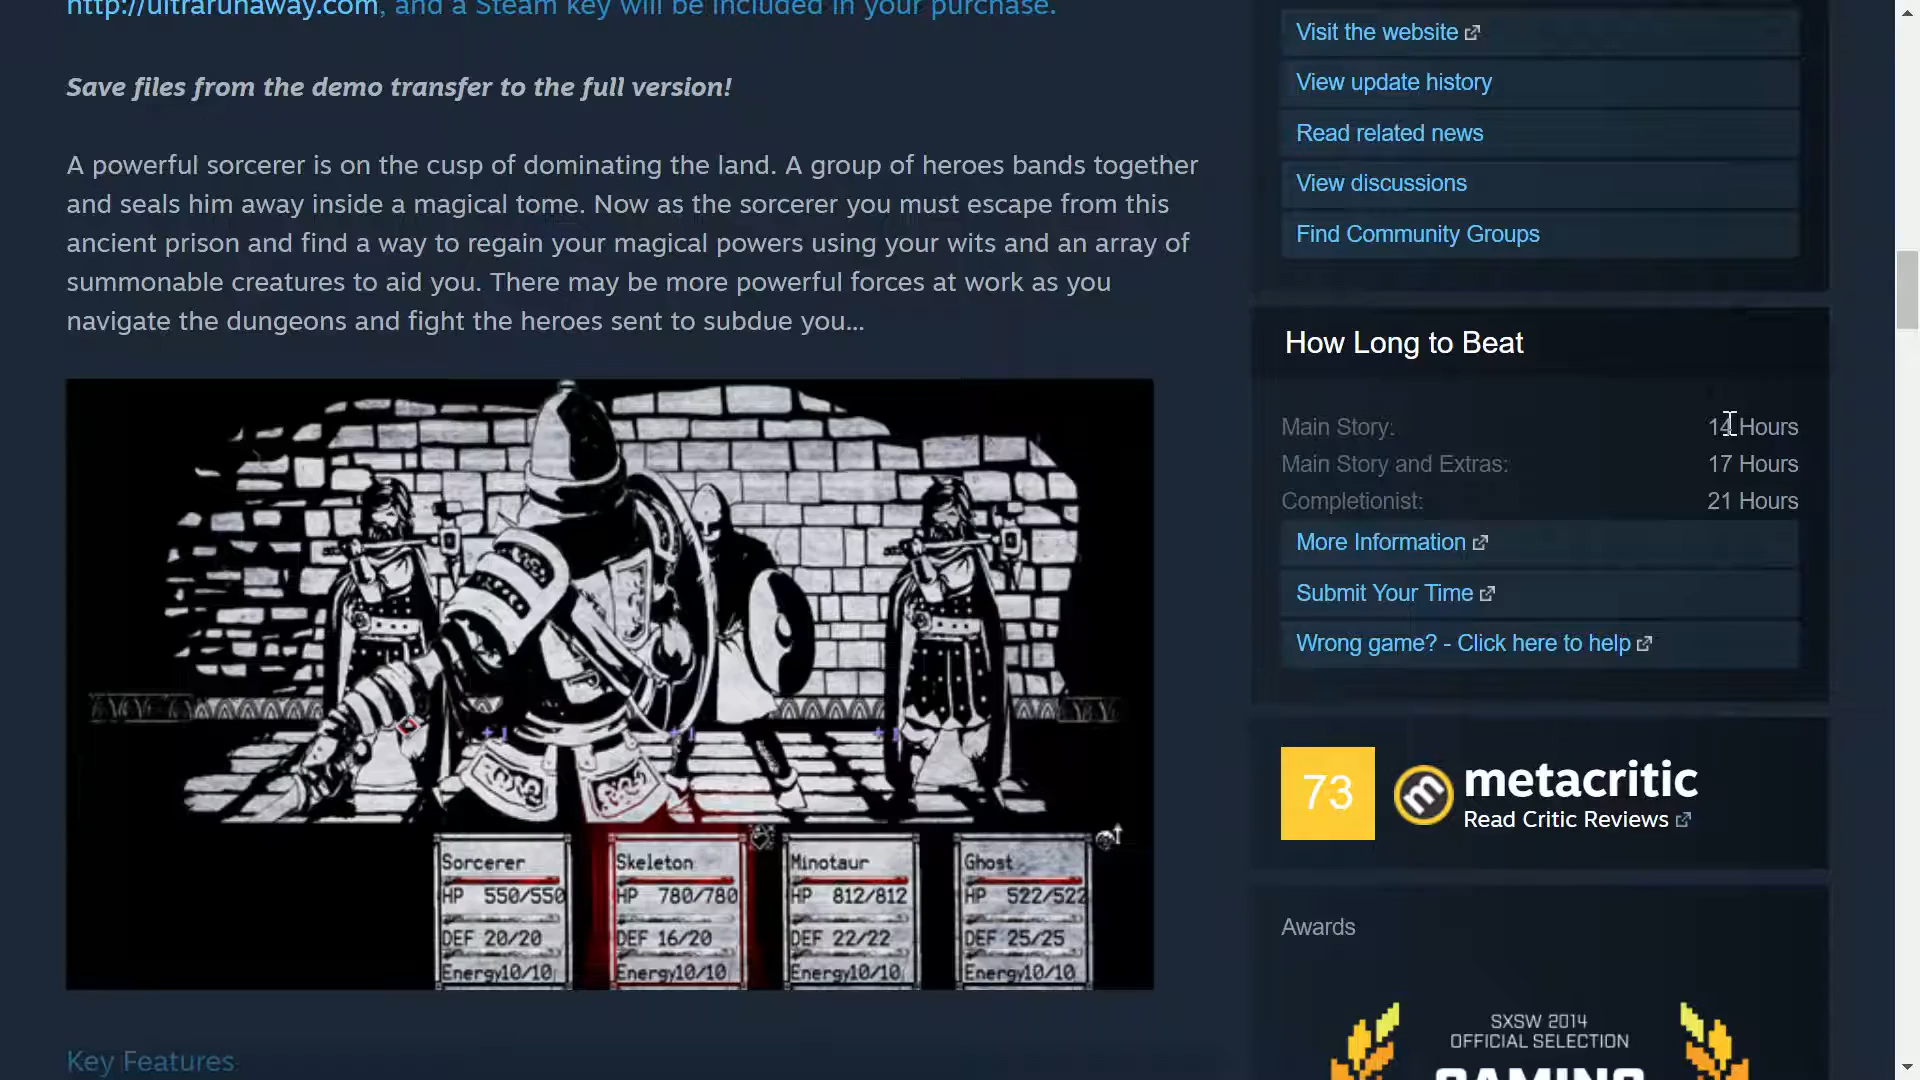 http://ultrarunaway.com, and a Steam key will be included in your purchase.
Save files from the demo transfer to the full version!
A powerful sorcerer is on the cusp of dominating the land. A group of heroes bands together
and seals him away inside a magical tome. Now as the sorcerer you must escape from this
ancient prison and find a way to regain your magical powers using your wits and an array of
summonable creatures to aid you. There may be more powerful forces at work as you
navigate the dungeons and fight the heroes sent to subdue you...
+1
+1
+1
Sorcerer
HP 550/550
DEF 20/20
Energy10/10
Skeleton
HP 780/780
DEF 16/20
Energy10/10
Minotaur
HP 812/812
DEF 22/22
Energy10/10
Ghost
HP 522/522
DEF 25/25
Energy10/10
Key Features
Visit the website
View update history
Read related news
View discussions
Find Community Groups
How Long to Beat
Main Story: 14 Hours
Main Story and Extras: 17 Hours
Completionist: 21 Hours
More Information
Submit Your Time
Wrong game? - Click here to help
73
m metacritic
Read Critic Reviews
Awards
SXSW 2014
OFFICIAL SELECTION
GAMING